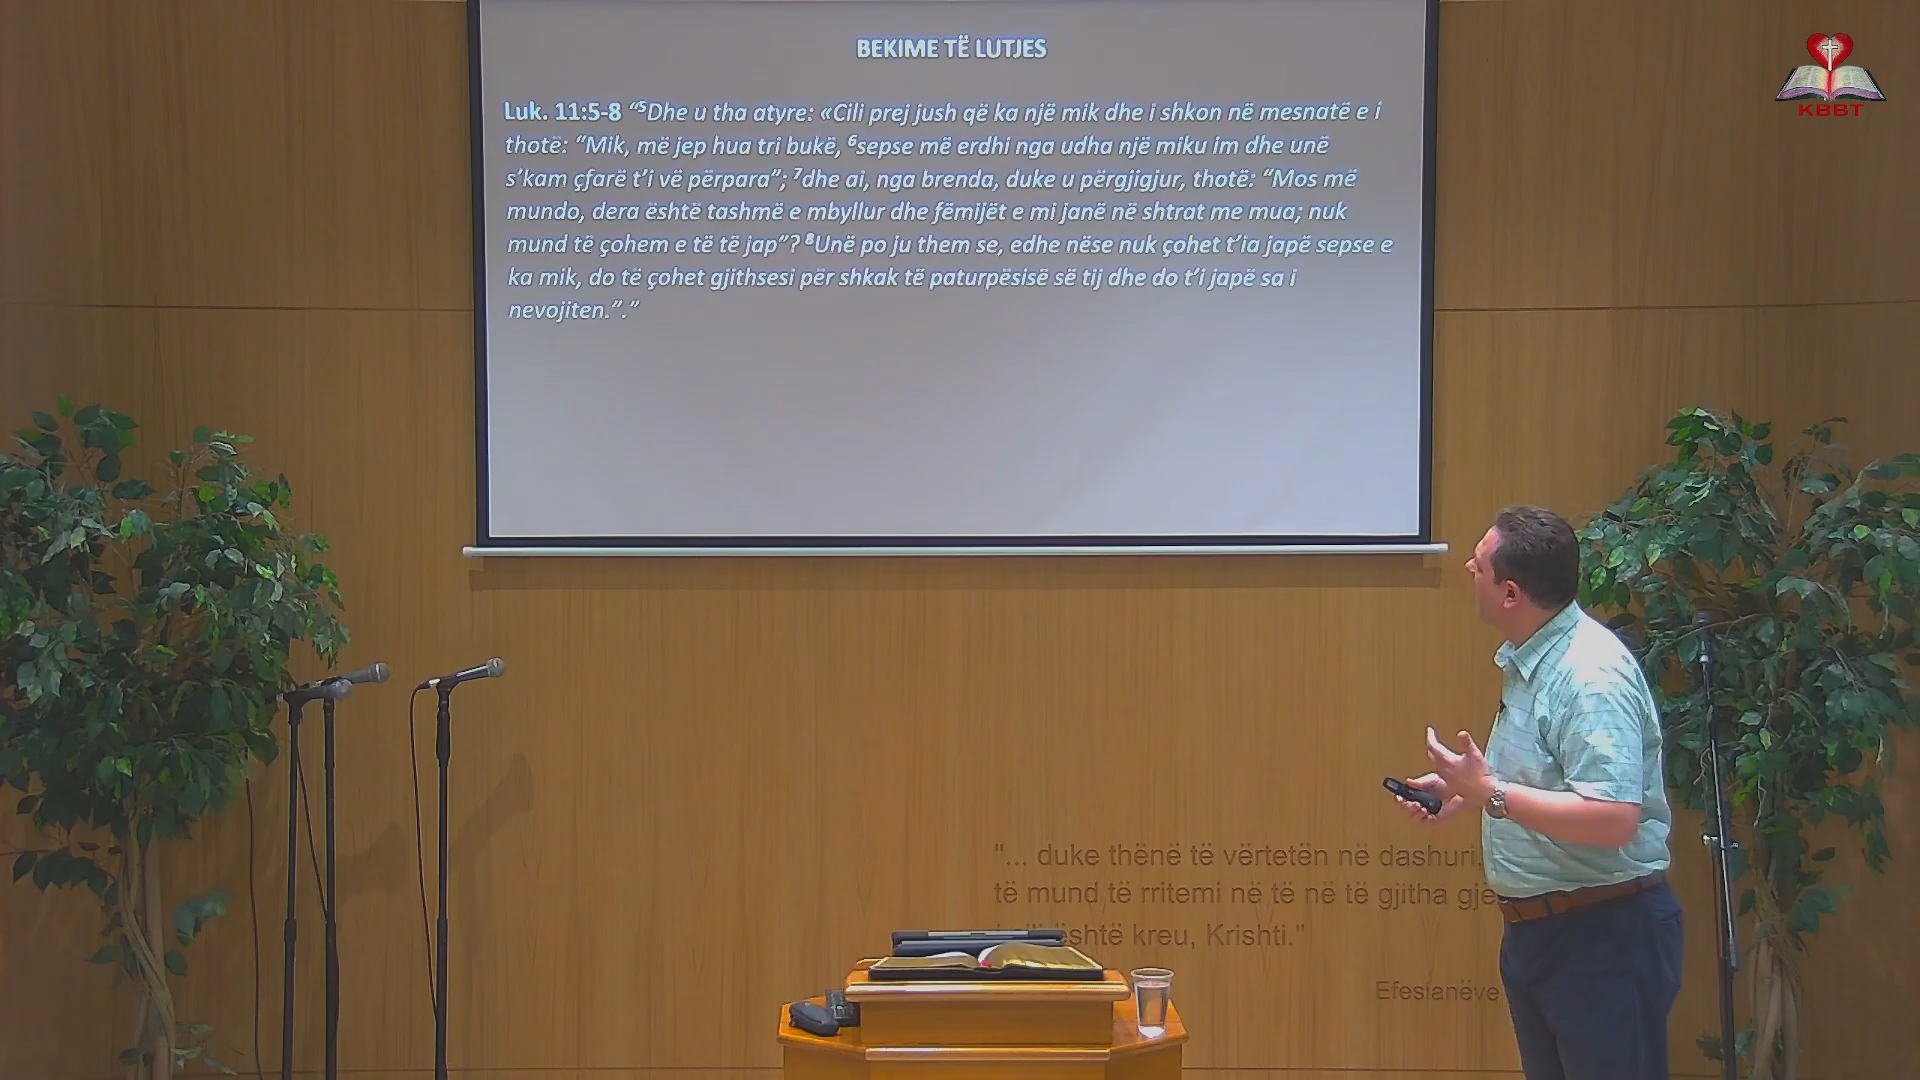 BEKIME TË LUTJES
Luk. 11:5-8 “⁵Dhe u tha atyre: «Cili prej jush që ka një mik dhe i shkon në mesnatë e i
thotë: “Mik, më jep hua tri bukë, ⁶sepse më erdhi nga udha një miku im dhe unë
s’kam çfarë t’i vë përpara”; ⁷dhe ai, nga brenda, duke u përgjigjur, thotë: “Mos më
mundo, dera është tashmë e mbyllur dhe fëmijët e mi janë në shtrat me mua; nuk
mund të çohem e të të jap”? ⁸Unë po ju them se, edhe nëse nuk çohet t’ia japë sepse e
ka mik, do të çohet gjithsesi për shkak të paturpësisë së tij dhe do t’i japë sa i
nevojiten.”.”
KBBT
"... duke thënë të vërtetën në dashuri,
të mund të rritemi në të në të gjitha
është kreu, Krishti."
Efesianëve